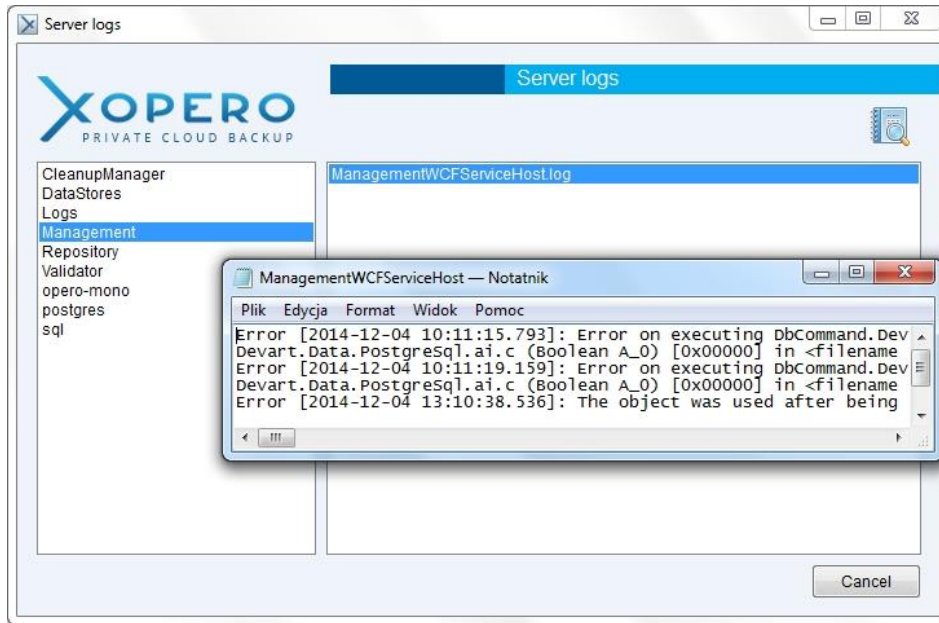 Server logs
Server logs
XOPERO
PRIVATE CLOUD BACKUP
CleanupManager
DataStores
Logs
Management
Repository
Validator
opero-mono
postgres
sql
ManagementWCFServiceHost.log
ManagementWCFServiceHost — Notatnik
Plik Edycja Format Widok Pomoc
Error [2014-12-04 10:11:15.793]: Error on executing DbCommand.Dev
Devart.Data.PostgreSql.ai.c (Boolean A_0) [0x00000] in <filename
Error [2014-12-04 10:11:19.159]: Error on executing DbCommand.Dev
Devart.Data.PostgreSql.ai.c (Boolean A_0) [0x00000] in <filename
Error [2014-12-04 13:10:38.536]: The object was used after being
Cancel